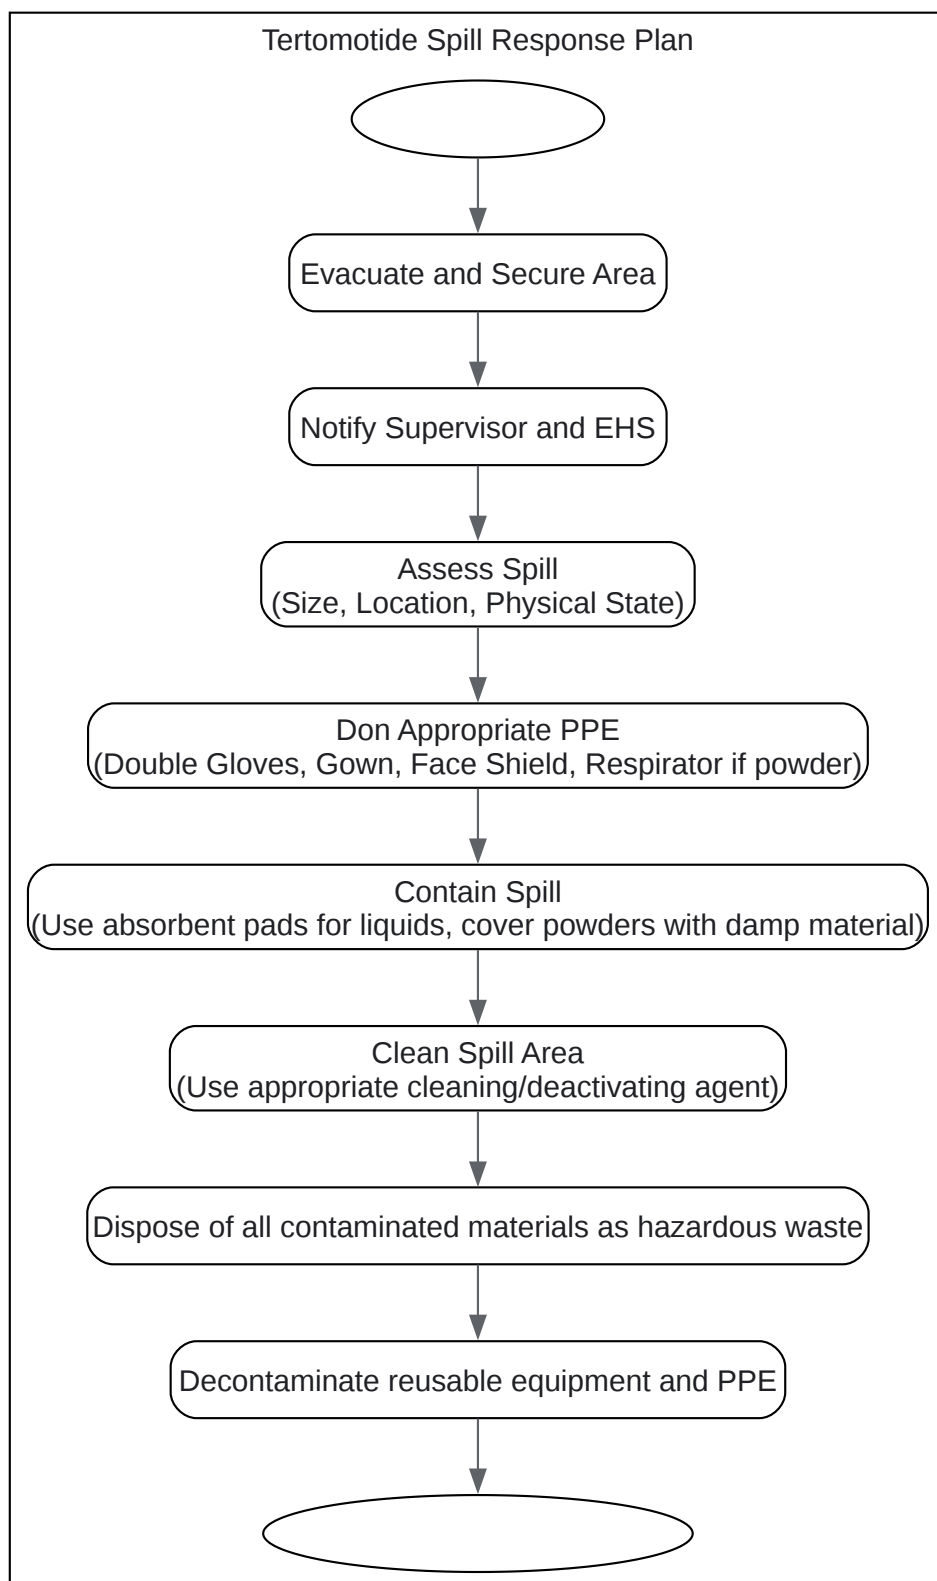 Tertomotide Spill Response Plan
Evacuate and Secure Area
Notify Supervisor and EHS
Assess Spill
(Size, Location, Physical State)
Don Appropriate PPE
(Double Gloves, Gown, Face Shield, Respirator if powder)
Contain Spill
(Use absorbent pads for liquids, cover powders with damp material)
Clean Spill Area
(Use appropriate cleaning/deactivating agent)
Dispose of all contaminated materials as hazardous waste
Decontaminate reusable equipment and PPE